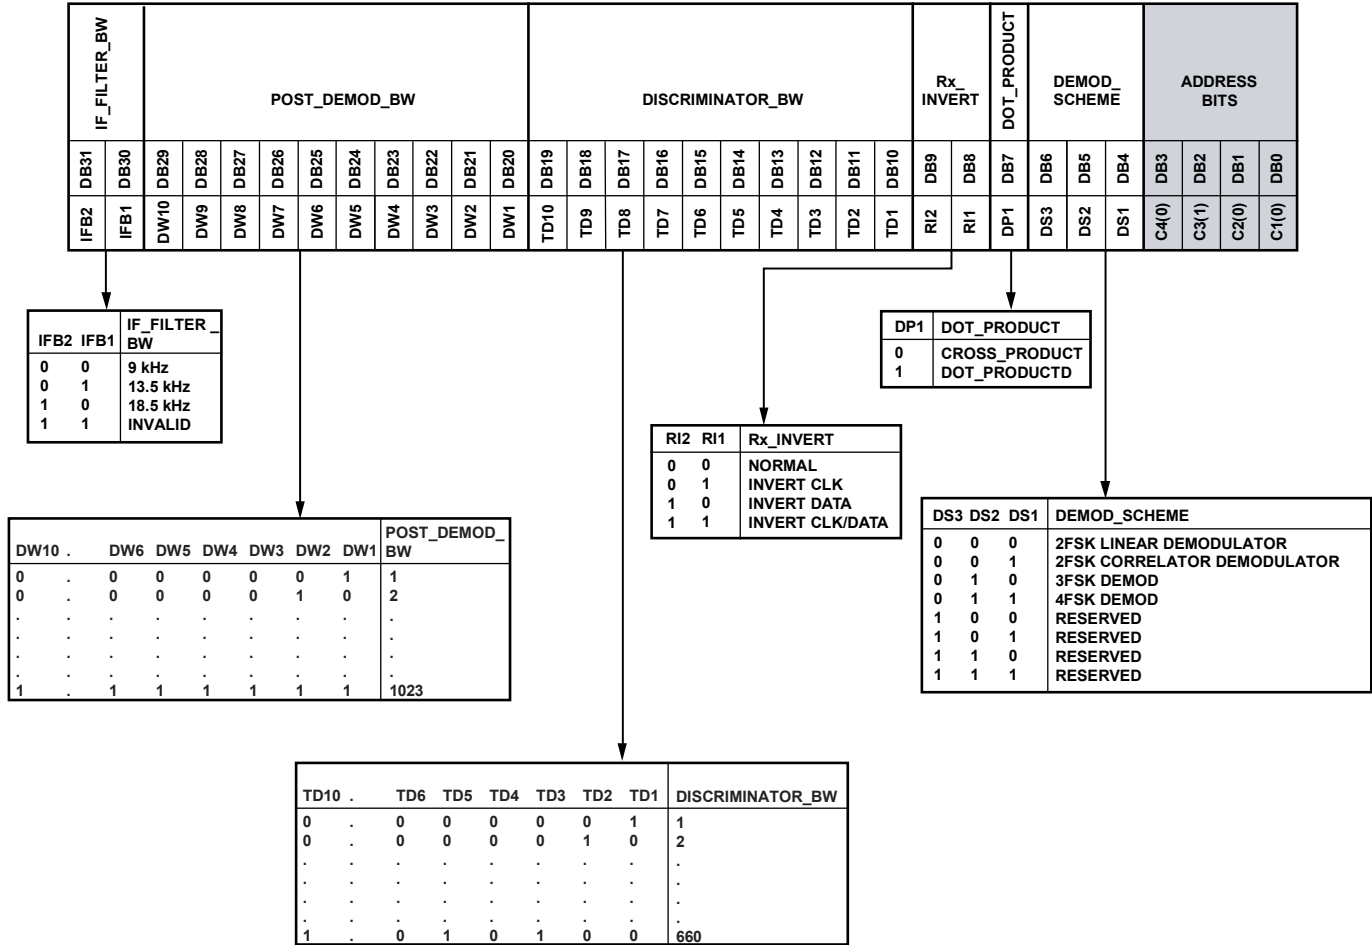 IF_FILTER_BW
POST_DEMOD_BW
DISCRIMINATOR_BW
Rx_
INVERT
DOT_PRODUCT
DEMOD_
SCHEME
ADDRESS
BITS
DB31 DB30 DB29 DB28 DB27 DB26 DB25 DB24 DB23 DB22 DB21 DB20 DB19 DB18 DB17 DB16 DB15 DB14 DB13 DB12 DB11 DB10 DB9 DB8 DB7 DB6 DB5 DB4 DB3 DB2 DB1 DB0
IFB2 IFB1 DW10 DW9 DW8 DW7 DW6 DW5 DW4 DW3 DW2 DW1 TD10 TD9 TD8 TD7 TD6 TD5 TD4 TD3 TD2 TD1 RI2 RI1 DP1 DS3 DS2 DS1 C4(0) C3(1) C2(0) C1(0)
IFB2 IFB1 IF_FILTER_
BW
0 0 9 kHz
0 1 13.5 kHz
1 0 18.5 kHz
1 1 INVALID
DP1 DOT_PRODUCT
0 CROSS_PRODUCT
1 DOT_PRODUCTD
RI2 RI1 Rx_INVERT
0 0 NORMAL
0 1 INVERT CLK
1 0 INVERT DATA
1 1 INVERT CLK/DATA
DS3 DS2 DS1 DEMOD_SCHEME
0 0 0 2FSK LINEAR DEMODULATOR
0 0 1 2FSK CORRELATOR DEMODULATOR
0 1 0 3FSK DEMOD
0 1 1 4FSK DEMOD
1 0 0 RESERVED
1 0 1 RESERVED
1 1 0 RESERVED
1 1 1 RESERVED
DW10 . DW6 DW5 DW4 DW3 DW2 DW1 POST_DEMOD_
BW
0 . 0 0 0 0 0 1 1
0 . 0 0 0 0 1 0 2
. . . . . . . . .
. . . . . . . . .
. . . . . . . . .
. . . . . . . . .
1 . 1 1 1 1 1 1 1023
TD10 . TD6 TD5 TD4 TD3 TD2 TD1 DISCRIMINATOR_BW
0 . 0 0 0 0 0 1 1
0 . 0 0 0 0 1 0 2
. . . . . . . . .
. . . . . . . . .
. . . . . . . . .
. . . . . . . . .
1 . 0 1 0 1 0 0 660